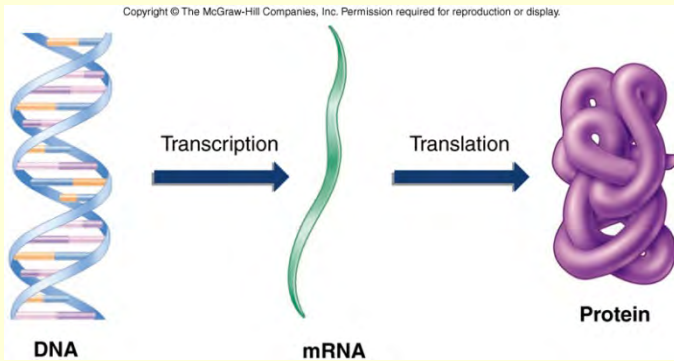 Copyright © The McGraw-Hill Companies, Inc. Permission required for reproduction or display.
Transcription
Translation
Protein
DNA
mRNA